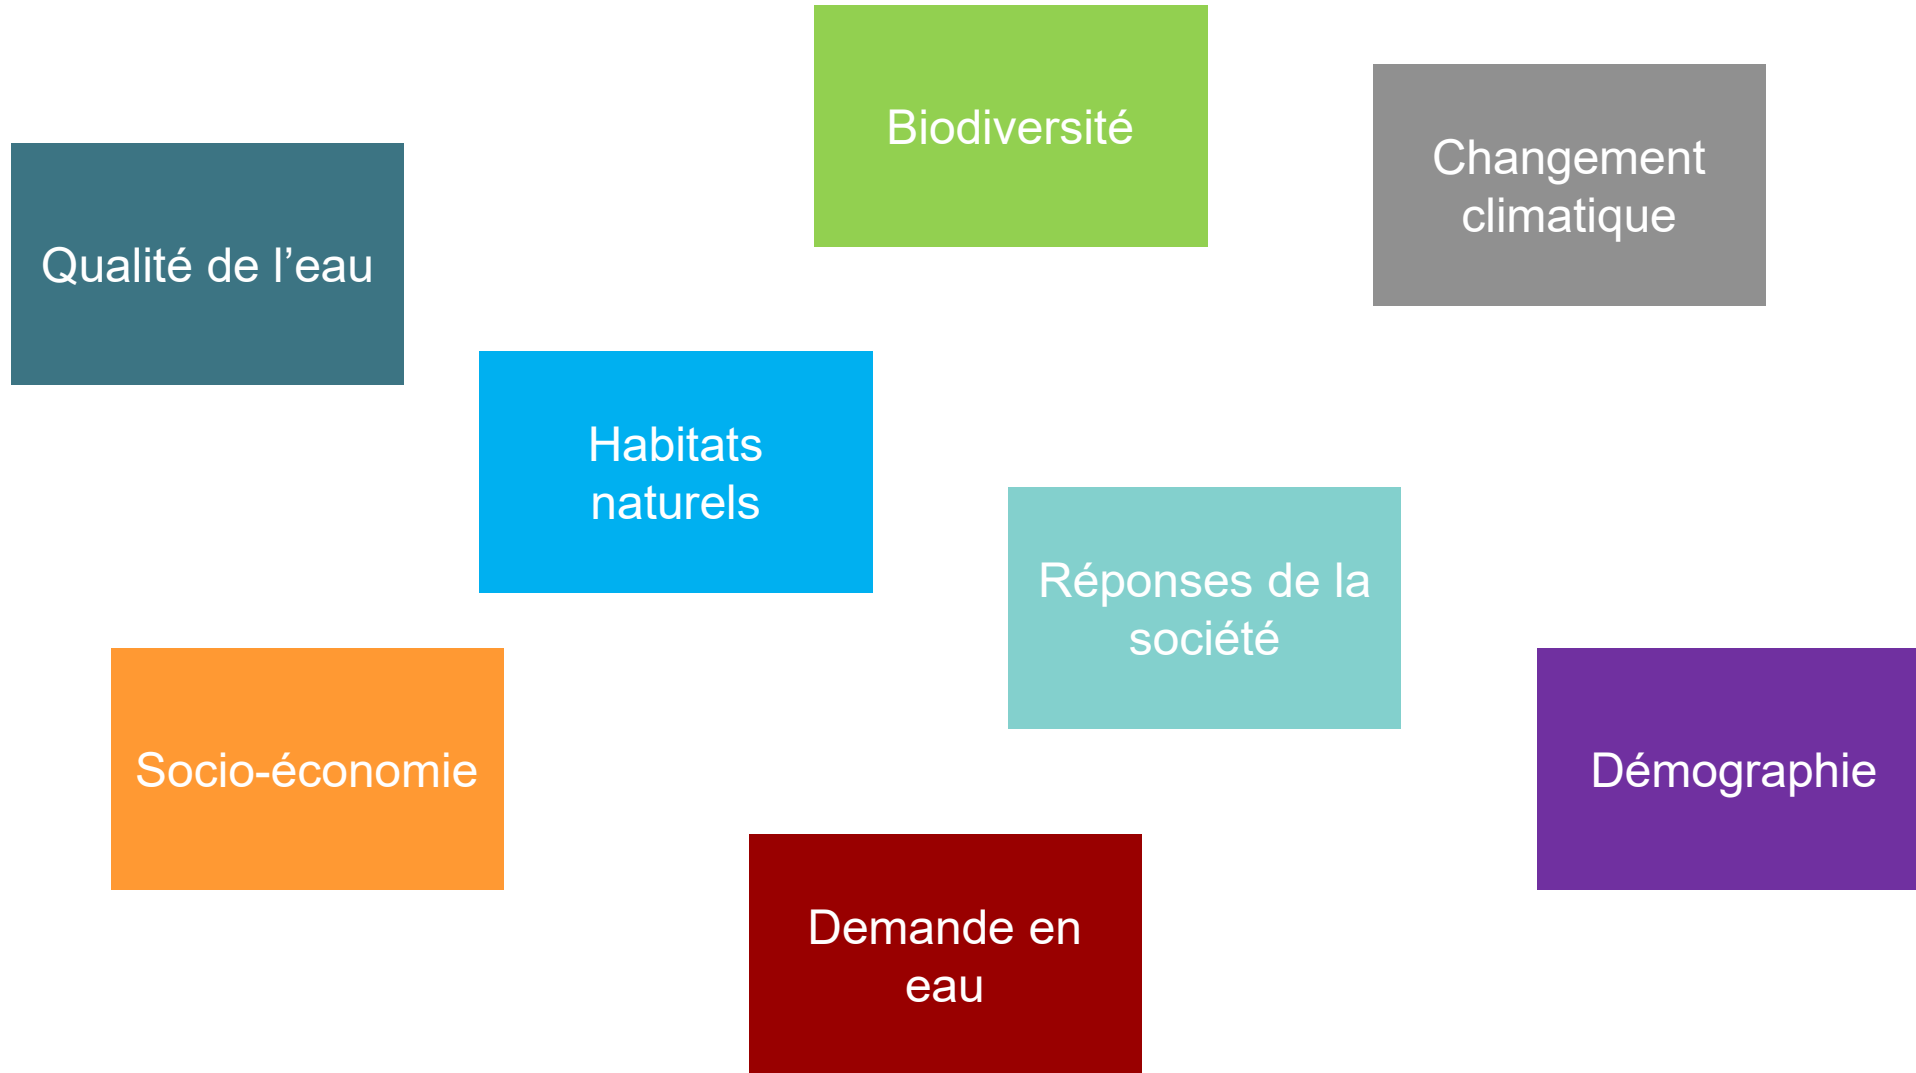 Biodiversité
Changement
climatique
Qualité de l’eau
Habitats
naturels
Réponses de la
société
Socio-économie
Démographie
Demande en
eau